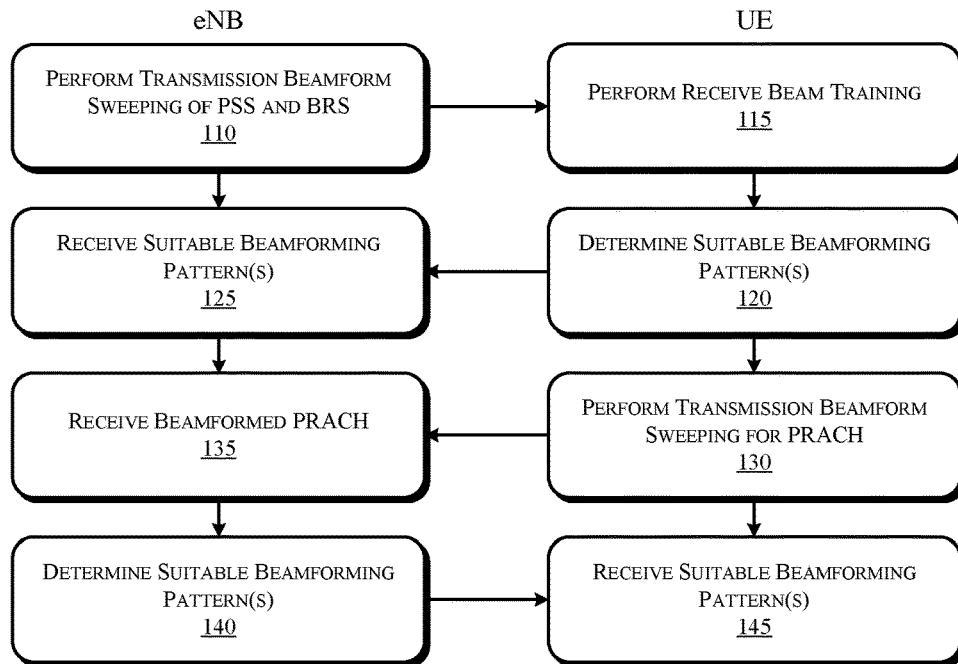 eNB
UE
PERFORM TRANSMISSION BEAMFORM
SWEEPING OF PSS AND BRS
110
PERFORM RECEIVE BEAM TRAINING
115
RECEIVE SUITABLE BEAMFORMING
PATTERN(S)
125
DETERMINE SUITABLE BEAMFORMING
PATTERN(S)
120
RECEIVE BEAMFORMED PRACH
135
PERFORM TRANSMISSION BEAMFORM
SWEEPING FOR PRACH
130
DETERMINE SUITABLE BEAMFORMING
PATTERN(S)
140
RECEIVE SUITABLE BEAMFORMING
PATTERN(S)
145